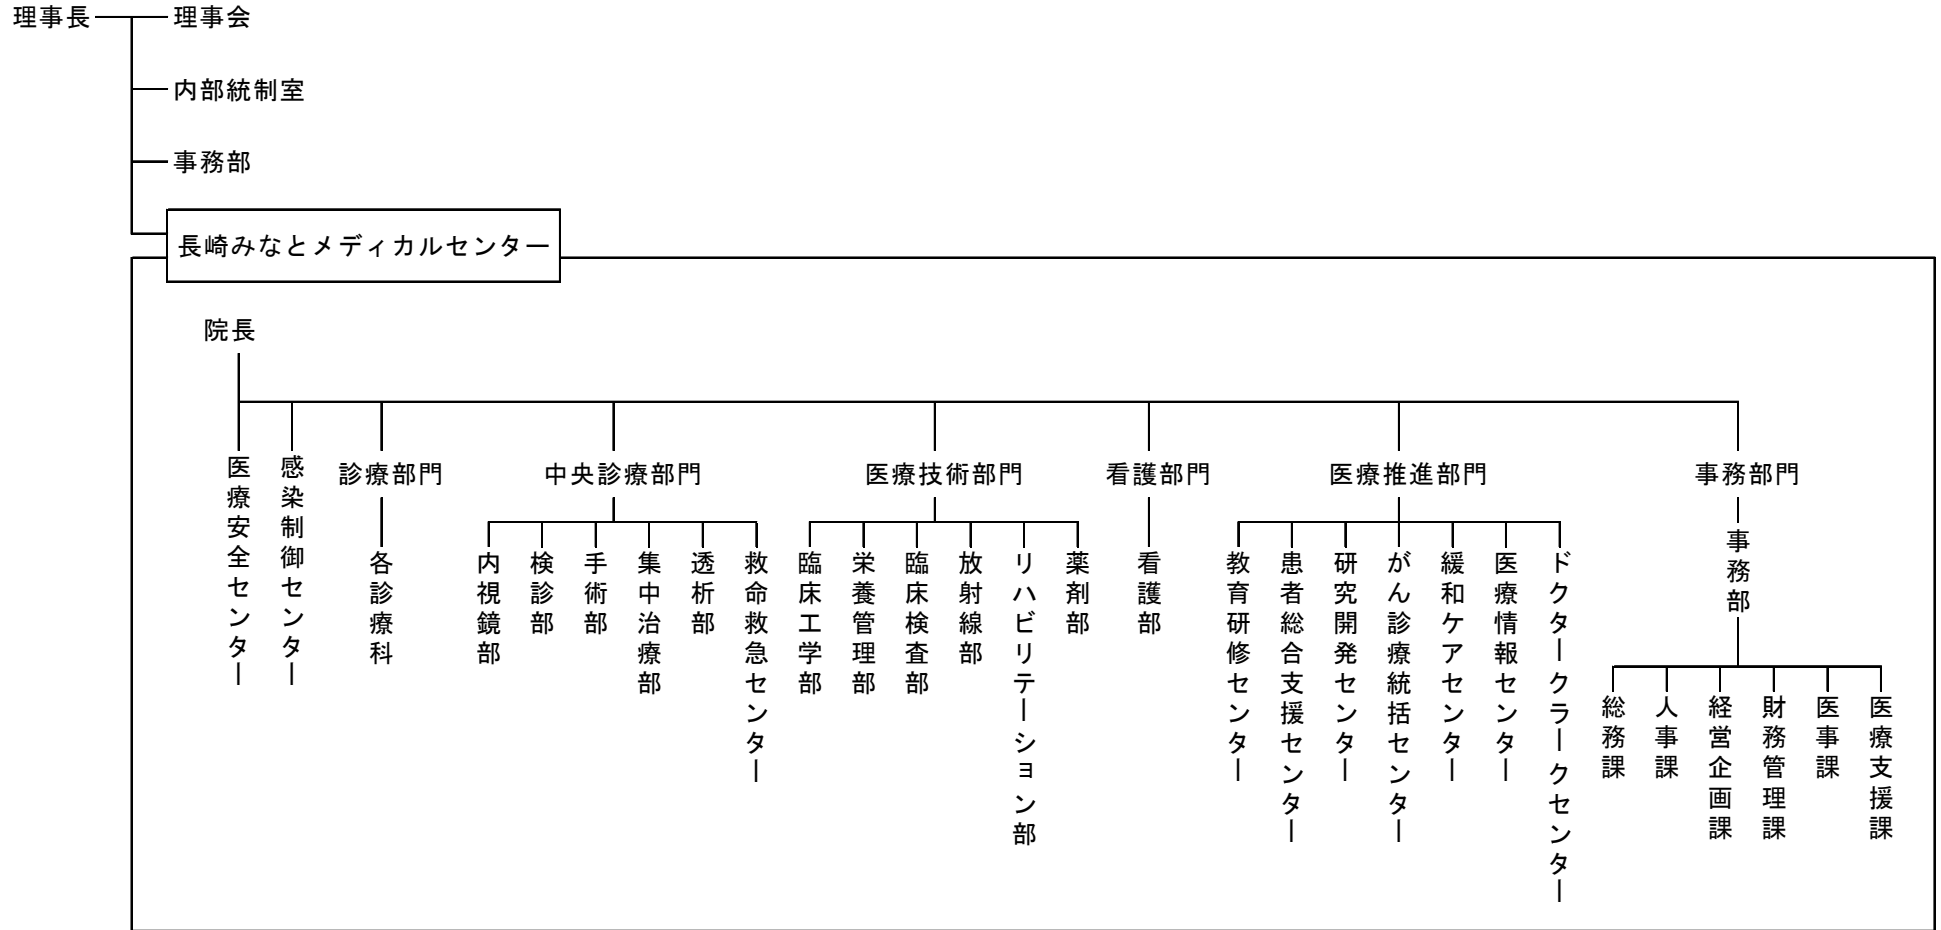 理事長
理事会
内部統制室
事務部
長崎みなとメディカルセンター
院長
医療安全センター
感染制御センター
診療部門
各診療科
中央診療部門
内視鏡部
検診部
手術部
集中治療部
透析部
救命救急センター
医療技術部門
臨床工学部
栄養管理部
臨床検査部
放射線部
リハビリテーション部
薬剤部
看護部門
看護部
医療推進部門
教育研修センター
患者総合支援センター
研究開発センター
がん診療統括センター
緩和ケアセンター
医療情報センター
ドクタークラークセンター
事務部門
事務部
総務課
人事課
経営企画課
財務管理課
医事課
医療支援課